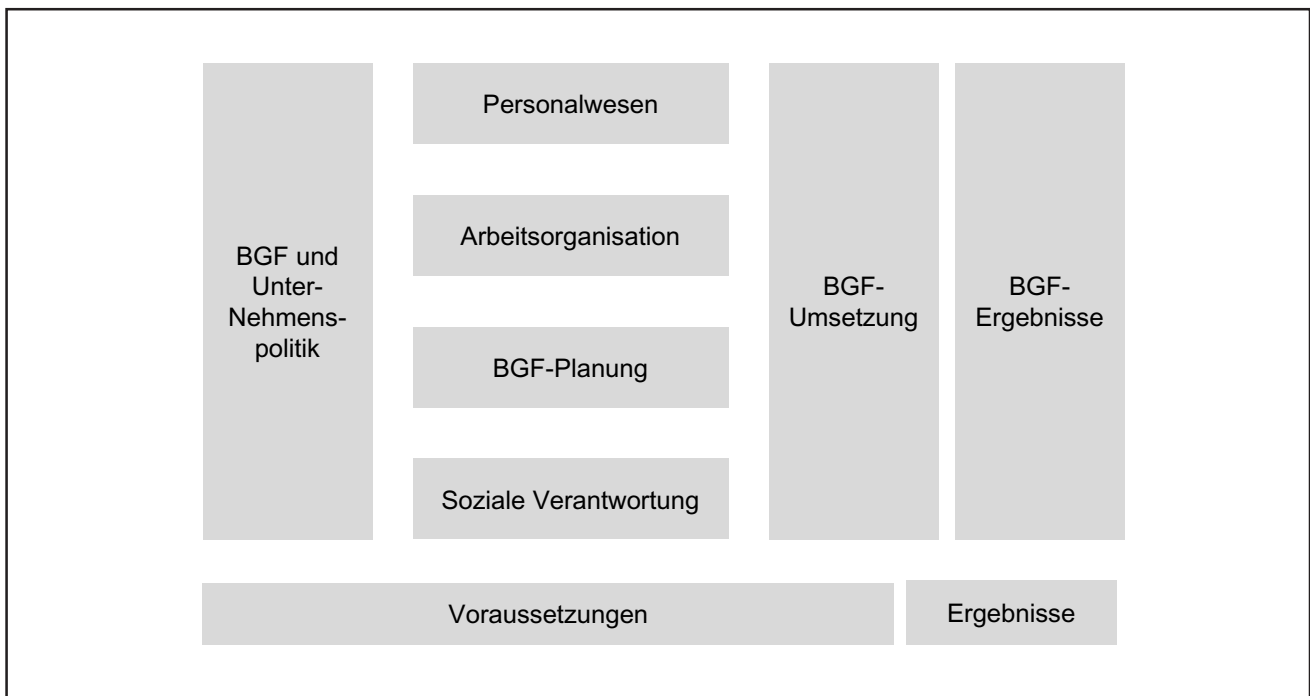 BGF und
Unter-
Nehmens-
politik
Personalwesen
Arbeitsorganisation
BGF-Planung
Soziale Verantwortung
BGF-
Umsetzung
BGF-
Ergebnisse
Voraussetzungen
Ergebnisse